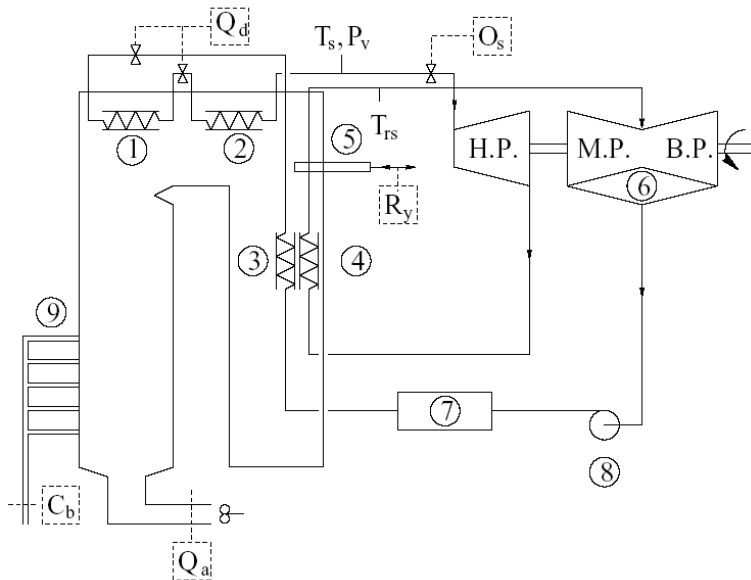 Q_d
T_s, P_v
O_s
T_rs
1
2
5
H.P.
M.P.
B.P.
6
R_y
3
4
9
7
8
C_b
Q_a